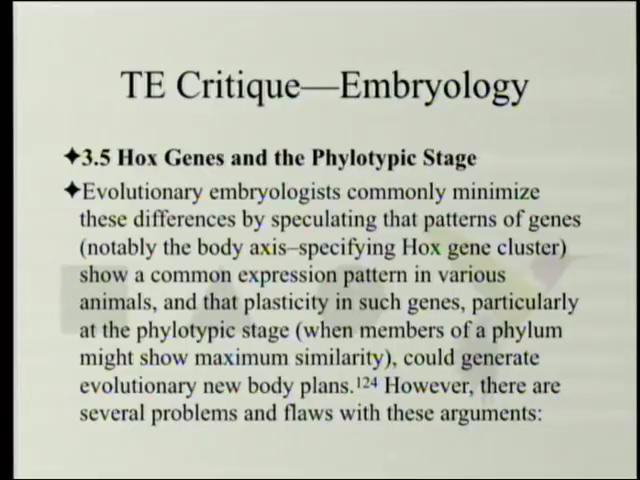 TE Critique—Embryology
✦3.5 Hox Genes and the Phylotypic Stage
✦Evolutionary embryologists commonly minimize
these differences by speculating that patterns of genes
(notably the body axis–specifying Hox gene cluster)
show a common expression pattern in various
animals, and that plasticity in such genes, particularly
at the phylotypic stage (when members of a phylum
might show maximum similarity), could generate
evolutionary new body plans.124 However, there are
several problems and flaws with these arguments: